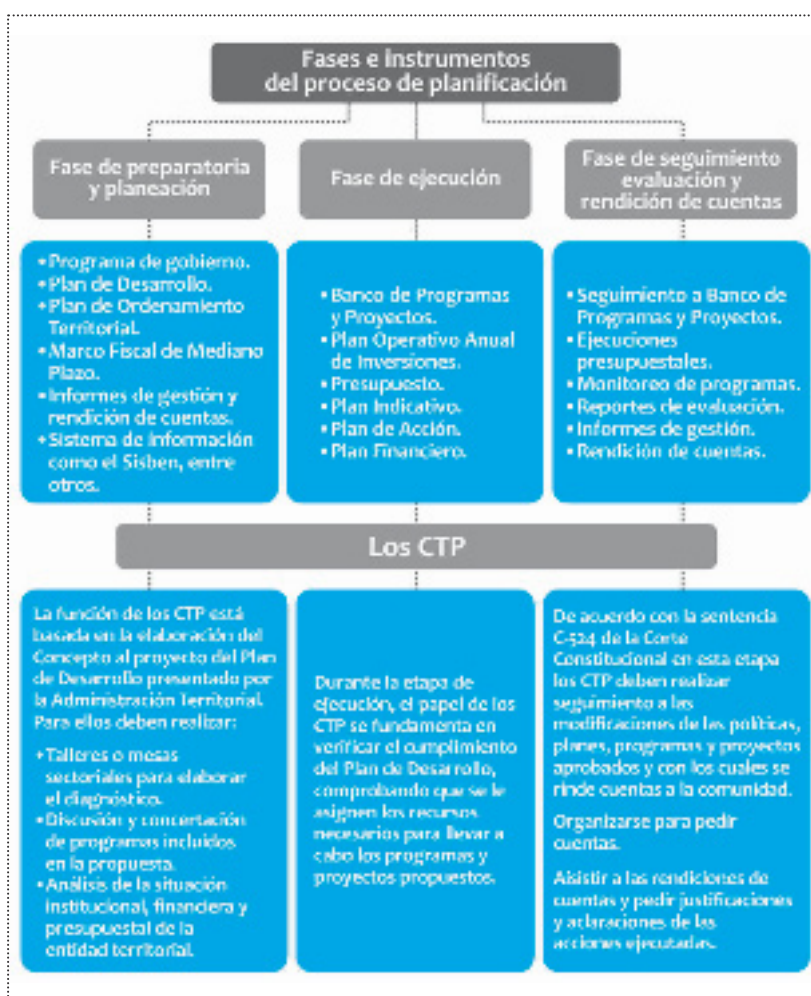 Fases e instrumentos
del proceso de planificación
Fase de preparatoria
y planeación
Fase de ejecución
Fase de seguimiento
evaluación y
rendición de cuentas
• Programa de gobierno.
• Plan de Desarrollo.
• Plan de Ordenamiento
Territorial.
• Marco Fiscal de Mediano
Plazo.
• Informes de gestión y
rendición de cuentas.
• Sistema de información
como el Sisben, entre
otros.
• Banco de Programas
y Proyectos.
• Plan Operativo Anual
de Inversiones.
• Presupuesto.
• Plan Indicativo.
• Plan de Acción.
• Plan Financiero.
• Seguimiento a Banco de
Programas y Proyectos.
• Ejecuciones
presupuestales.
• Monitoreo de programas.
• Reportes de evaluación.
• Informes de gestión.
• Rendición de cuentas.
Los CTP
La función de los CTP está
basada en la elaboración del
Concepto al proyecto del Plan
de Desarrollo presentado por
la Administración Territorial.
Para ellos deben realizar:
• Talleres o mesas
sectoriales para elaborar
el diagnóstico.
• Discusión y concertación
de programas incluidos
en la propuesta.
• Análisis de la situación
institucional, financiera y
presupuestal de la
entidad territorial.
Durante la etapa de
ejecución, el papel de los
CTP se fundamenta en
verificar el cumplimiento
del Plan de Desarrollo,
comprobando que se le
asignen los recursos
necesarios para llevar a
cabo los programas y
proyectos propuestos.
De acuerdo con la sentencia
C-524 de la Corte
Constitucional en esta etapa
los CTP deben realizar
seguimiento a las
modificaciones de las políticas,
planes, programas y proyectos
aprobados y con los cuales se
rinde cuentas a la comunidad.
Organizarse para pedir
cuentas.
Aisistir a las rendiciones de
cuentas y pedir justificaciones
y aclaraciones de las
acciones ejecutadas.